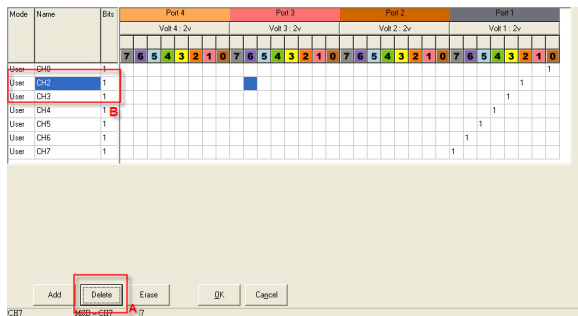 Mode Name Bits Port 4 Port 3 Port 2 Port 1
Volt 4 : 2v Volt 3 : 2v Volt 2 : 2v Volt 1 : 2v
7 6 5 4 3 2 1 0 7 6 5 4 3 2 1 0 7 6 5 4 3 2 1 0 7 6 5 4 3 2 1 0
User CH0 1 1
User CH2 1 1
User CH3 1 1
User CH4 1 B 1
User CH5 1 1
User CH6 1 1
User CH7 1 1
Add Delete Erase OK Cancel
A
CH7 MSB = CH7 7